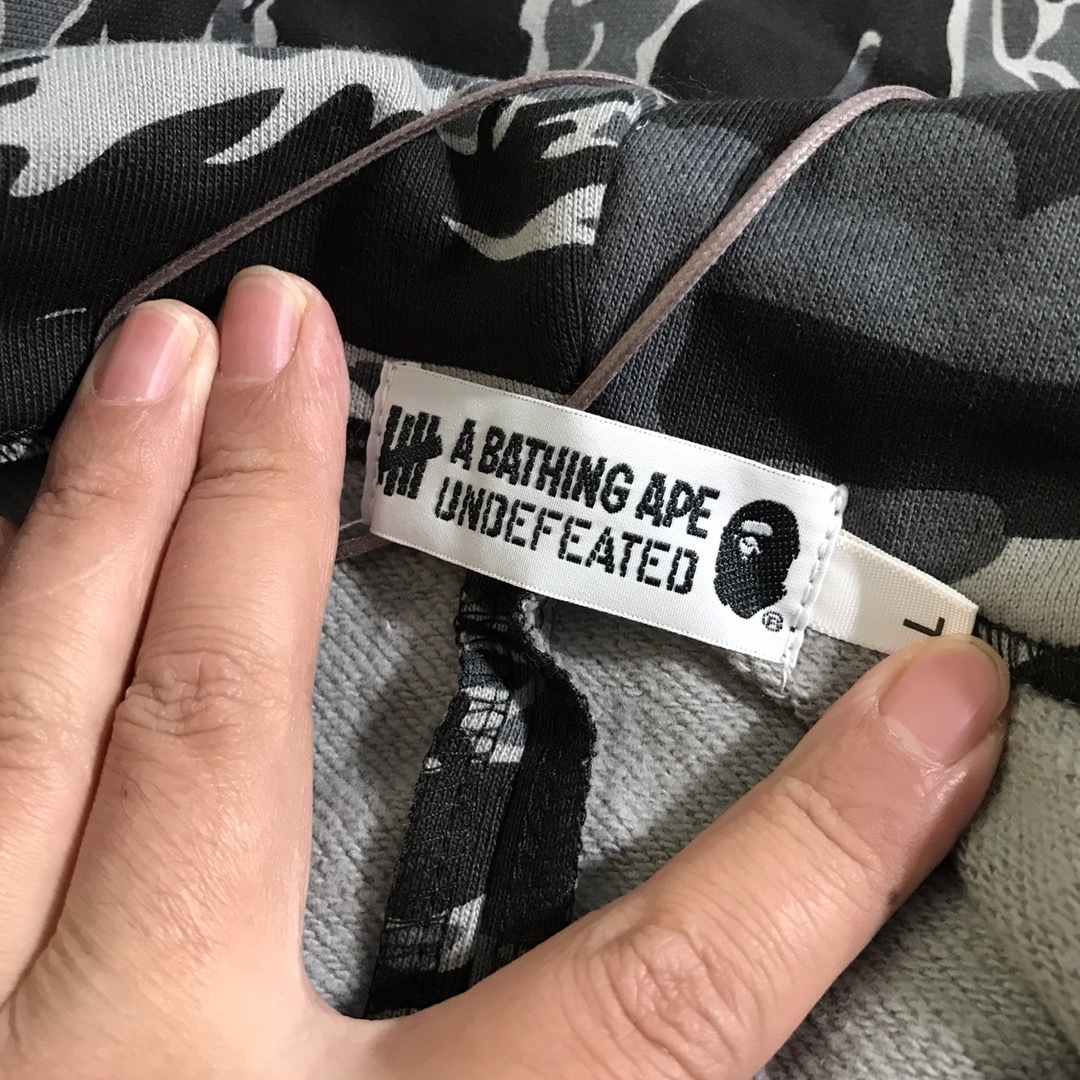 A BATHING APE
UNDEFEATED
®
L